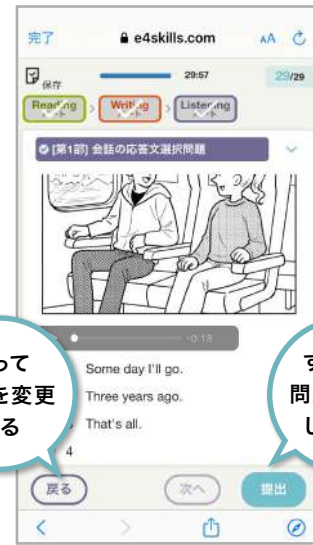 完了 e4skills.com AA
保存 29:57 29/29
Reading > Writing > Listening
[第1部] 会話の応答文選択問題
-0:18
Some day I'll go.
Three years ago.
That's all.
4
って
を変更
る
す
問
し
戻る 次へ 提出